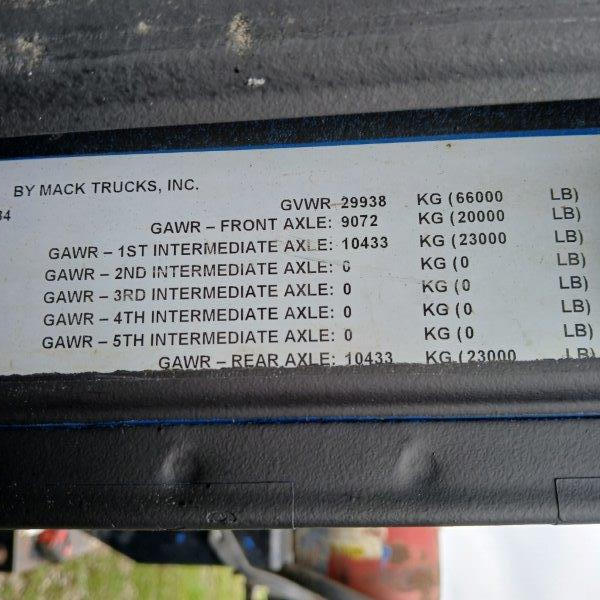 BY MACK TRUCKS, INC.
GVWR 29938 KG (66000 LB)
GAWR – FRONT AXLE: 9072 KG (20000 LB)
GAWR – 1ST INTERMEDIATE AXLE: 10433 KG (23000 LB)
GAWR – 2ND INTERMEDIATE AXLE: 0 KG (0 LB)
GAWR – 3RD INTERMEDIATE AXLE: 0 KG (0 LB)
GAWR – 4TH INTERMEDIATE AXLE: 0 KG (0 LB)
GAWR – 5TH INTERMEDIATE AXLE: 0 KG (0 LB)
GAWR – REAR AXLE: 10433 KG (23000 LB)